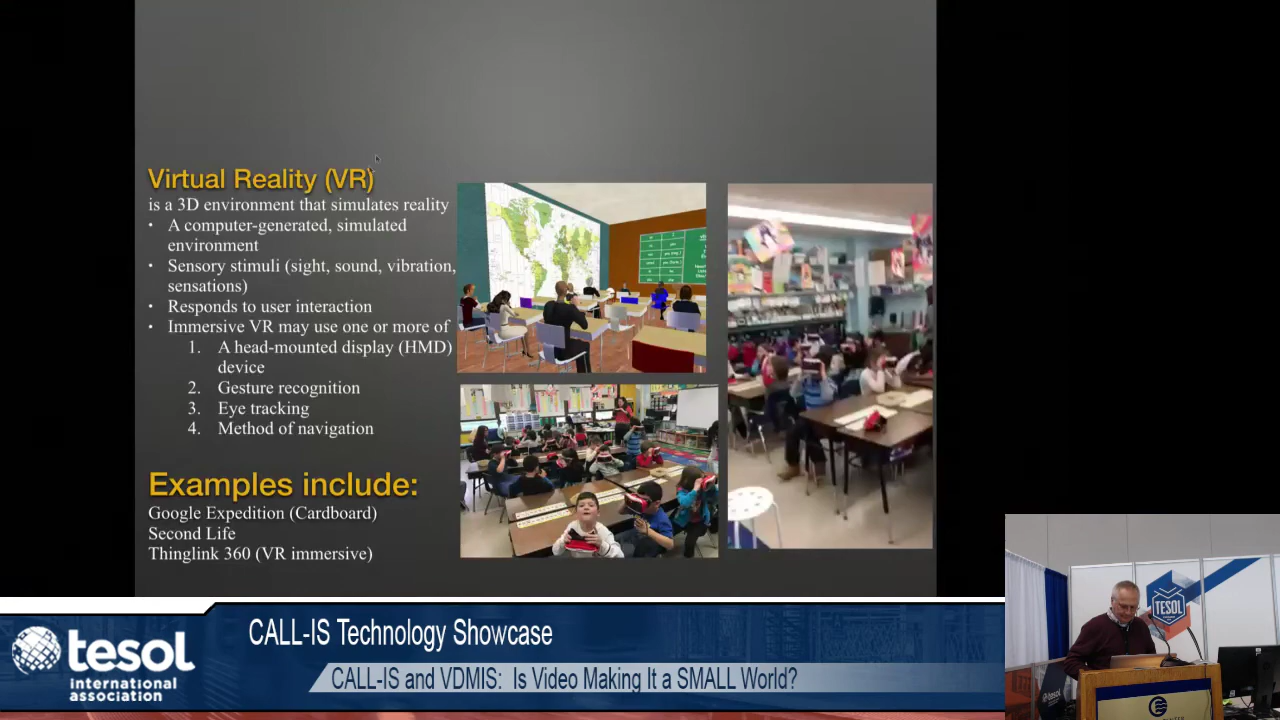 Virtual Reality (VR)
is a 3D environment that simulates reality
• A computer-generated, simulated
environment
• Sensory stimuli (sight, sound, vibration,
sensations)
• Responds to user interaction
• Immersive VR may use one or more of
1. A head-mounted display (HMD)
device
2. Gesture recognition
3. Eye tracking
4. Method of navigation
Examples include:
Google Expedition (Cardboard)
Second Life
Thinglink 360 (VR immersive)
TESOL
tesol
international
association
CALL-IS Technology Showcase
CALL-IS and VDMIS: Is Video Making It a SMALL World?